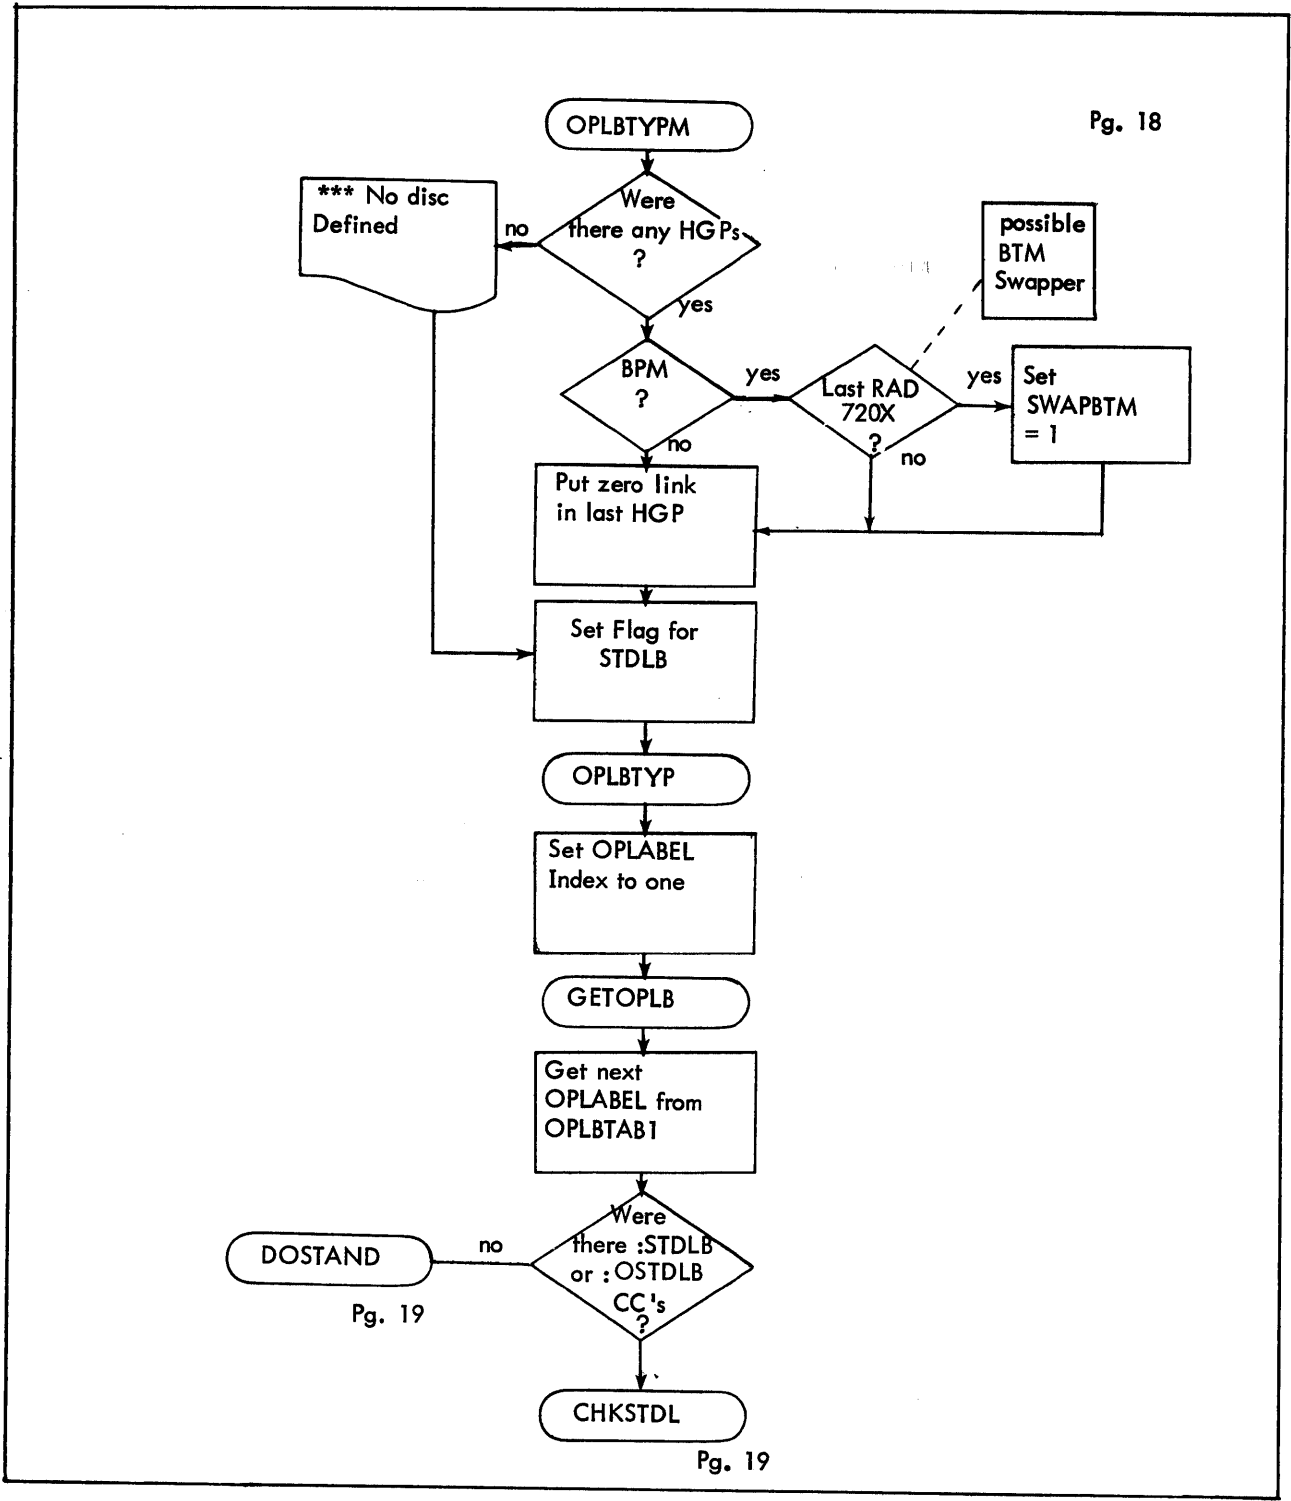 Pg. 18
OPLBTYPM
Were
there any HGPs
?
no
yes
*** No disc
Defined
possible
BTM
Swapper
BPM
?
yes
no
Last RAD
720X
?
yes
no
Set
SWAPBTM
= 1
Put zero link
in last HGP
Set Flag for
STDLB
OPLBTYP
Set OPLABEL
Index to one
GETOPLB
Get next
OPLABEL from
OPLBTAB1
Were
there :STDLB
or :OSTDLB
CC's
?
no
DOSTAND
Pg. 19
CHKSTDL
Pg. 19